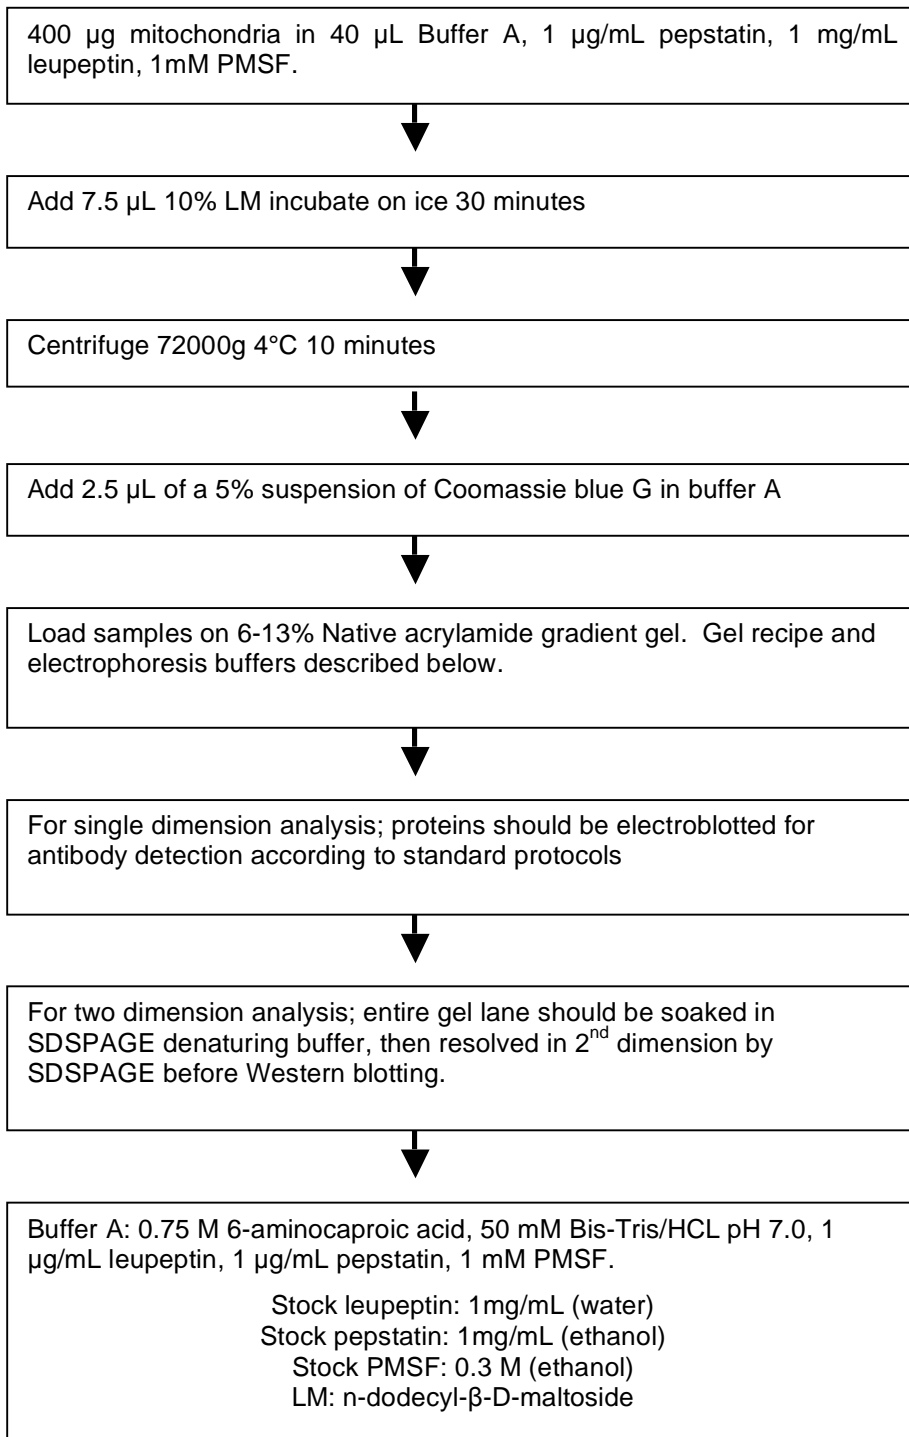 400 µg mitochondria in 40 µL Buffer A, 1 µg/mL pepstatin, 1 mg/mL
leupeptin, 1mM PMSF.
Add 7.5 µL 10% LM incubate on ice 30 minutes
Centrifuge 72000g 4°C 10 minutes
Add 2.5 µL of a 5% suspension of Coomassie blue G in buffer A
Load samples on 6-13% Native acrylamide gradient gel.  Gel recipe and
electrophoresis buffers described below.
For single dimension analysis; proteins should be electroblotted for
antibody detection according to standard protocols
For two dimension analysis; entire gel lane should be soaked in
SDSPAGE denaturing buffer, then resolved in 2nd dimension by
SDSPAGE before Western blotting.
Buffer A: 0.75 M 6-aminocaproic acid, 50 mM Bis-Tris/HCL pH 7.0, 1
µg/mL leupeptin, 1 µg/mL pepstatin, 1 mM PMSF.
Stock leupeptin: 1mg/mL (water)
Stock pepstatin: 1mg/mL (ethanol)
Stock PMSF: 0.3 M (ethanol)
LM: n-dodecyl-β-D-maltoside